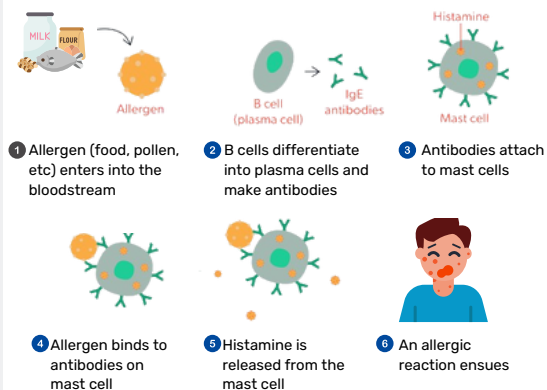 MILK
FLOUR
Allergen
1 Allergen (food, pollen,
etc) enters into the
bloodstream
B cell
(plasma cell)
IgE
antibodies
2 B cells differentiate
into plasma cells and
make antibodies
Histamine
Mast cell
3 Antibodies attach
to mast cells
4 Allergen binds to
antibodies on
mast cell
5 Histamine is
released from the
mast cell
6 An allergic
reaction ensues